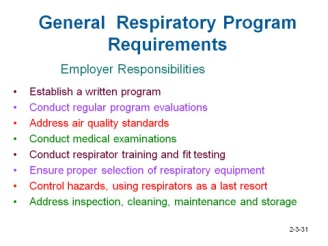 General Respiratory Program
Requirements
Employer Responsibilities
• Establish a written program
• Conduct regular program evaluations
• Address air quality standards
• Conduct medical examinations
• Conduct respirator training and fit testing
• Ensure proper selection of respiratory equipment
• Control hazards, using respirators as a last resort
• Address inspection, cleaning, maintenance and storage
2-3-31